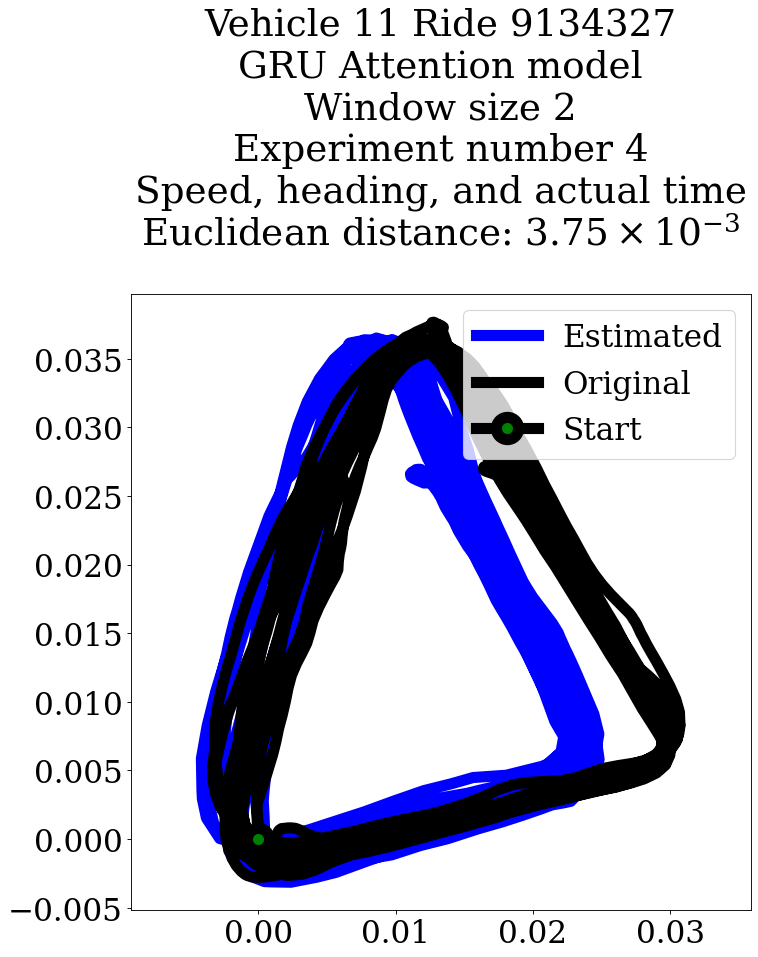 Vehicle 11 Ride 9134327
GRU Attention model
Window size 2
Experiment number 4
Speed, heading, and actual time
Euclidean distance: 3.75 × 10⁻³
Estimated
Original
Start
0.035
0.030
0.025
0.020
0.015
0.010
0.005
0.000
−0.005
0.00 0.01 0.02 0.03